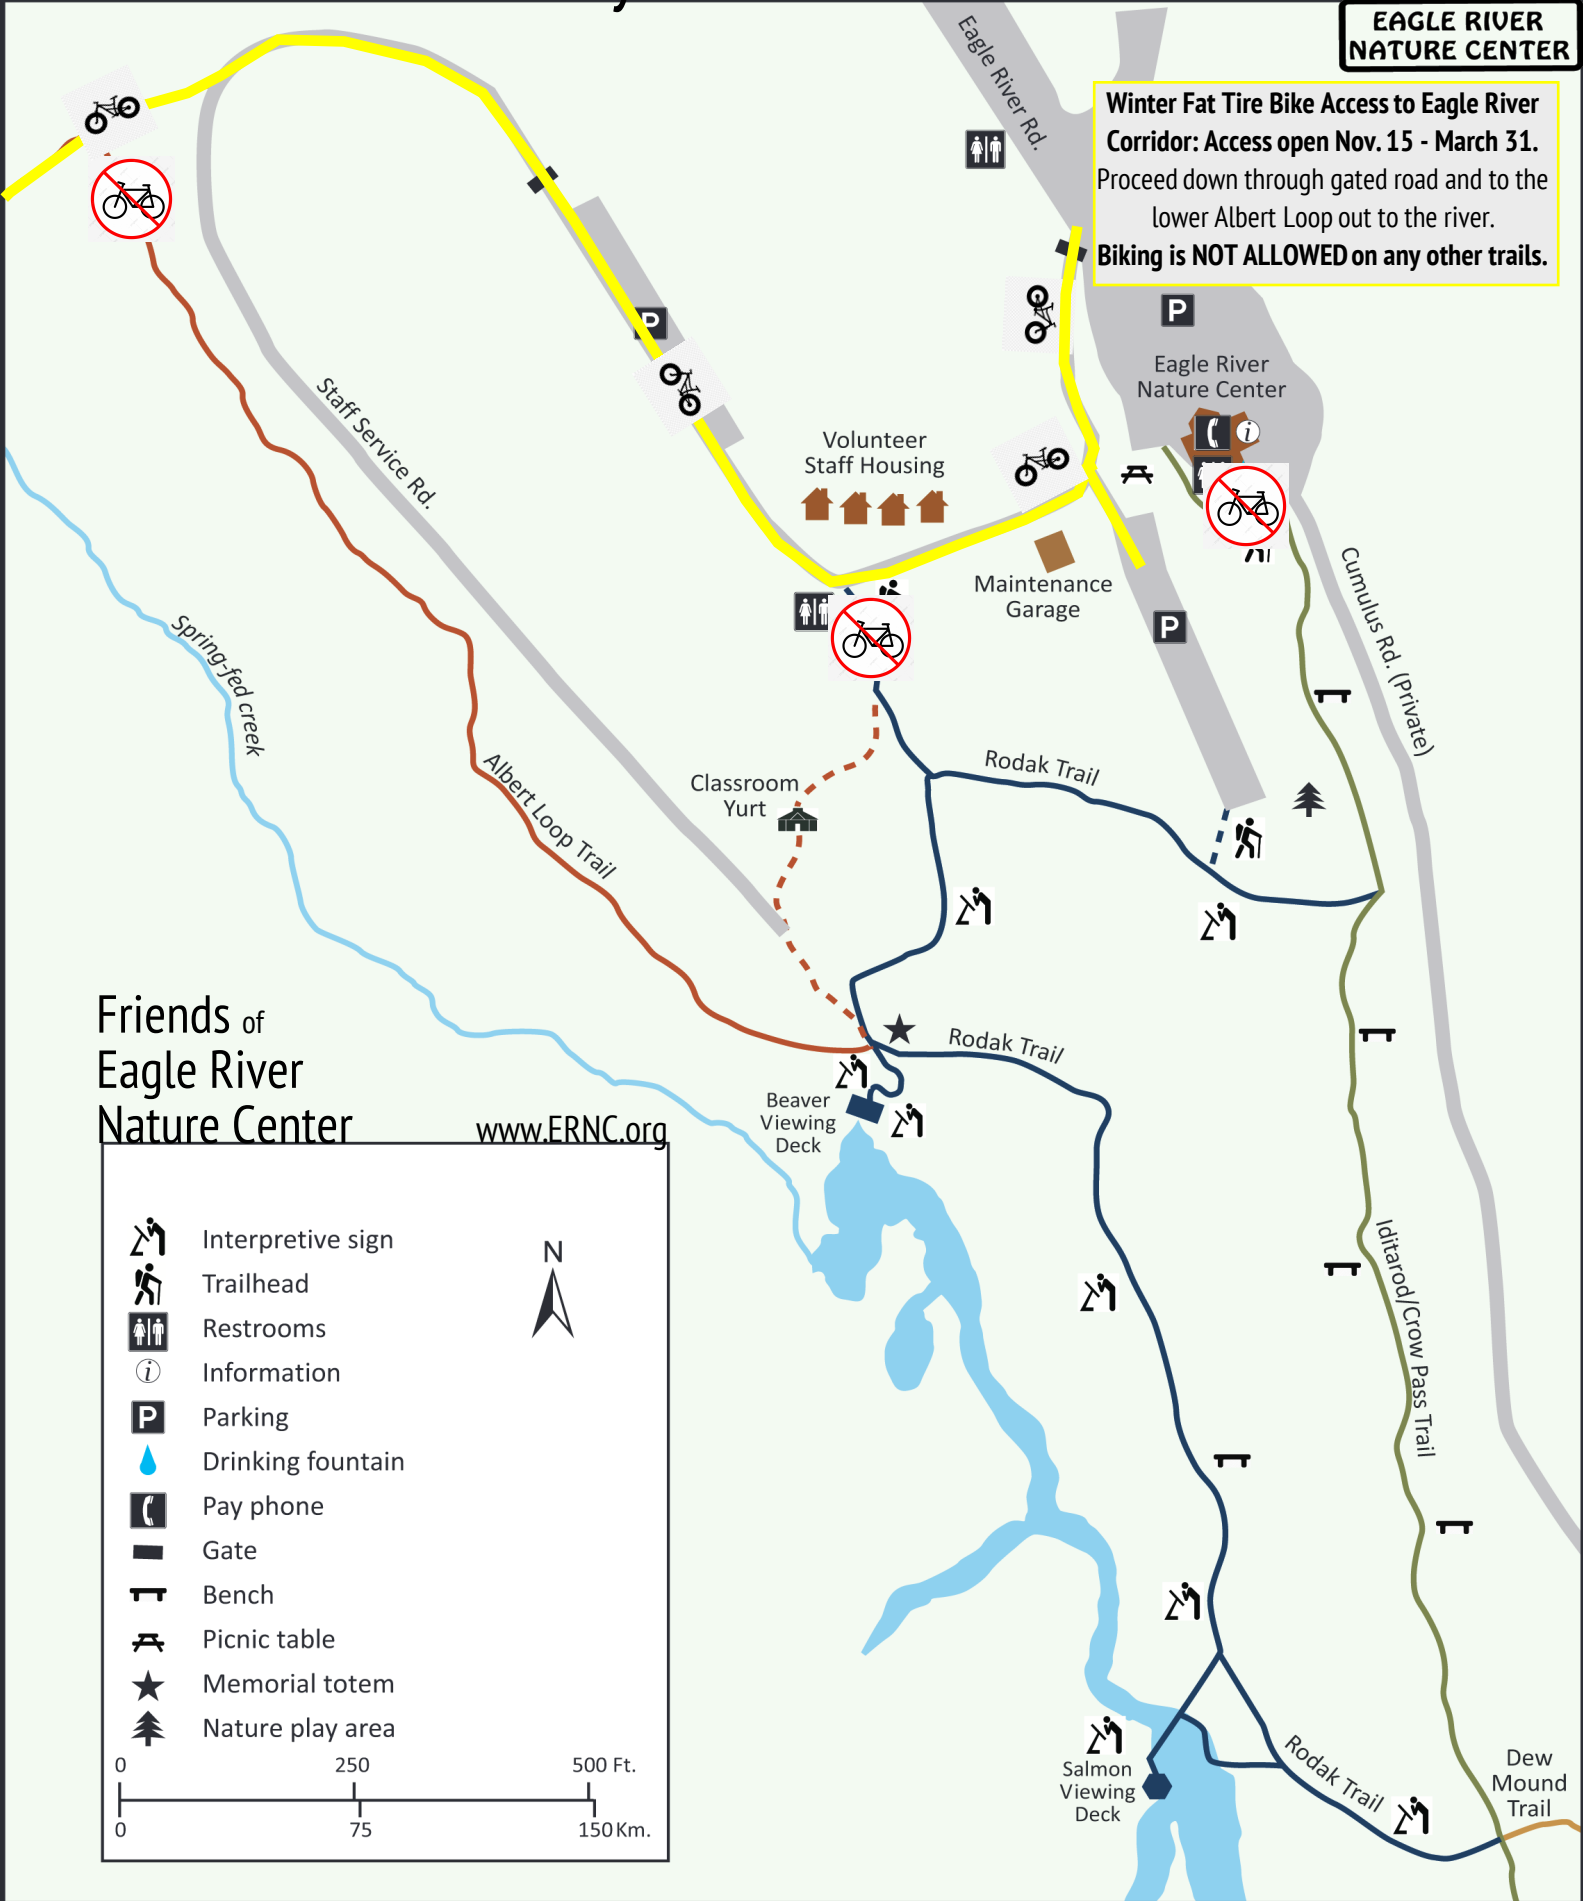 EAGLE RIVER
NATURE CENTER
Winter Fat Tire Bike Access to Eagle River
Corridor: Access open Nov. 15 - March 31.
Proceed down through gated road and to the
lower Albert Loop out to the river.
Biking is NOT ALLOWED on any other trails.
Eagle River Rd.
P
P
Eagle River
Nature Center
i
Staff Service Rd.
Volunteer
Staff Housing
Maintenance
Garage
P
Cumulus Rd. (Private)
Spring-fed creek
Albert Loop Trail
Classroom
Yurt
Rodak Trail
Friends of
Eagle River
Nature Center
www.ERNC.org
Rodak Trail
Beaver
Viewing
Deck
Iditarod/Crow Pass Trail
N
Interpretive sign
Trailhead
Restrooms
i Information
P Parking
Drinking fountain
Pay phone
Gate
Bench
Picnic table
Memorial totem
Nature play area
0 250 500 Ft.
0 75 150 Km.
Salmon
Viewing
Deck
Rodak Trail
Dew
Mound
Trail